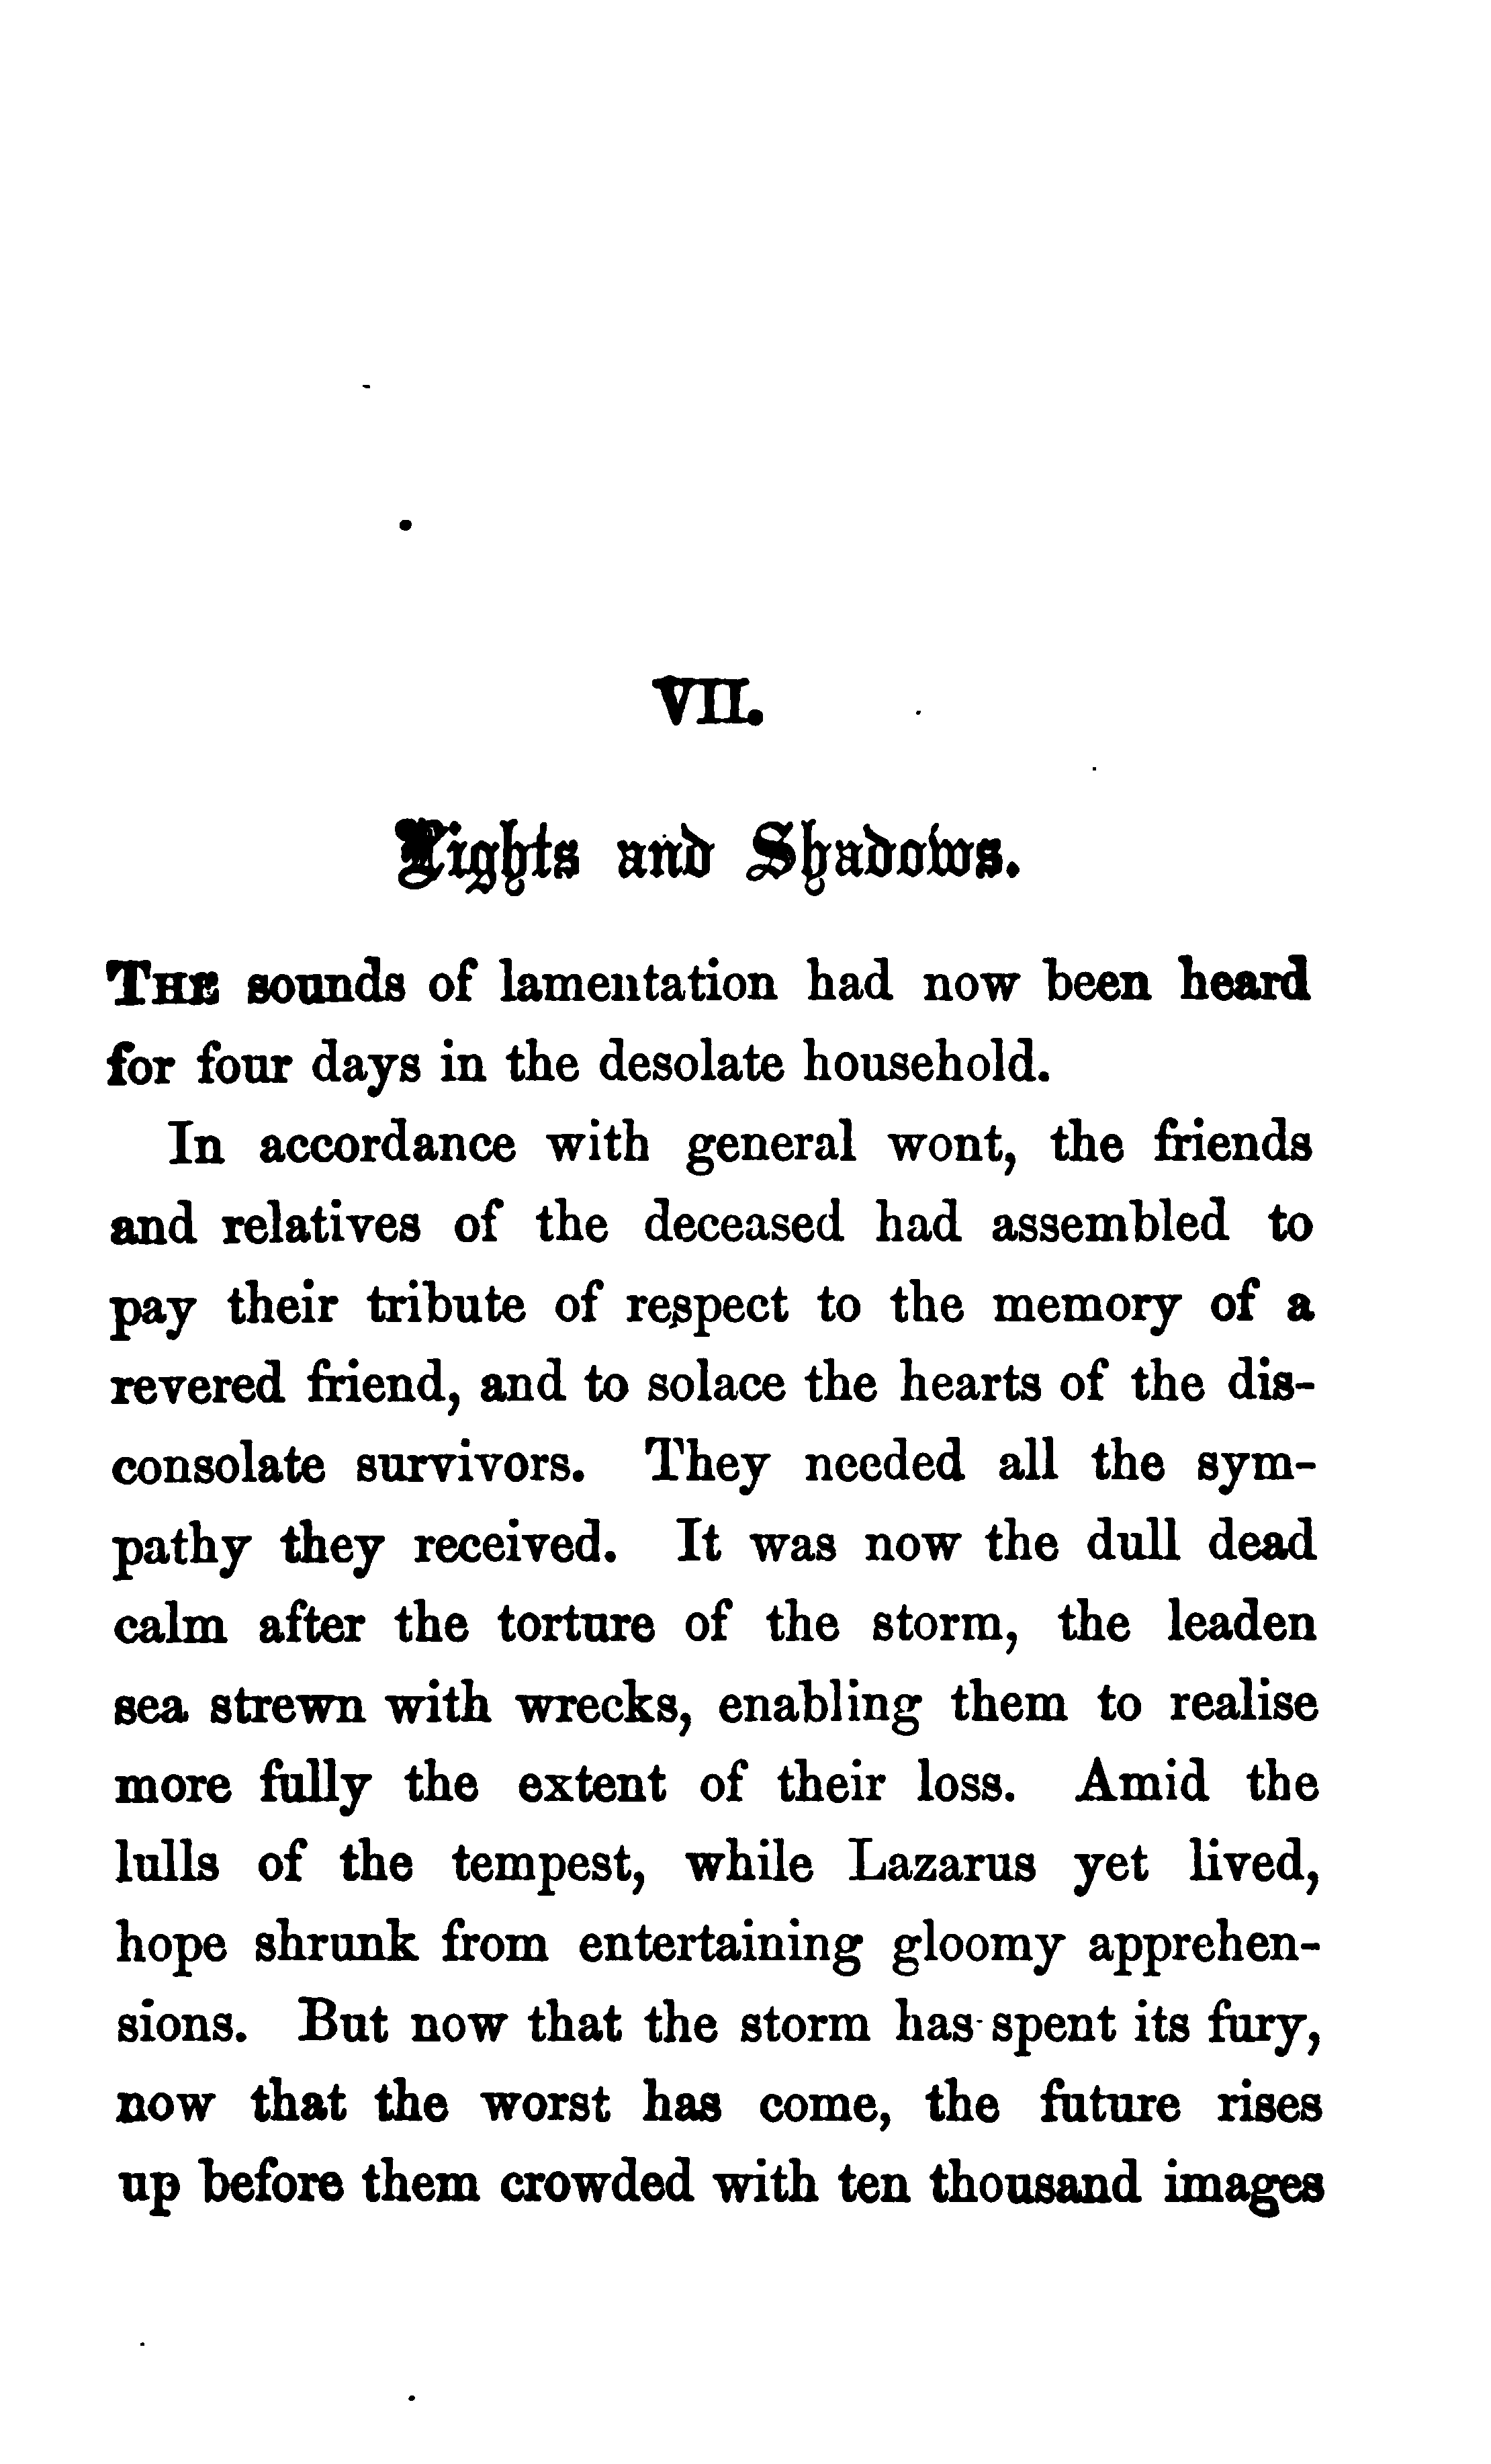 VII.
Lights and Shadows.
THE sounds of lamentation had now been heard
for four days in the desolate household.
In accordance with general wont, the friends
and relatives of the deceased had assembled to
pay their tribute of respect to the memory of a
revered friend, and to solace the hearts of the dis-
consolate survivors. They needed all the sym-
pathy they received. It was now the dull dead
calm after the torture of the storm, the leaden
sea strewn with wrecks, enabling them to realise
more fully the extent of their loss. Amid the
lulls of the tempest, while Lazarus yet lived,
hope shrunk from entertaining gloomy apprehen-
sions. But now that the storm has spent its fury,
now that the worst has come, the future rises
up before them crowded with ten thousand images